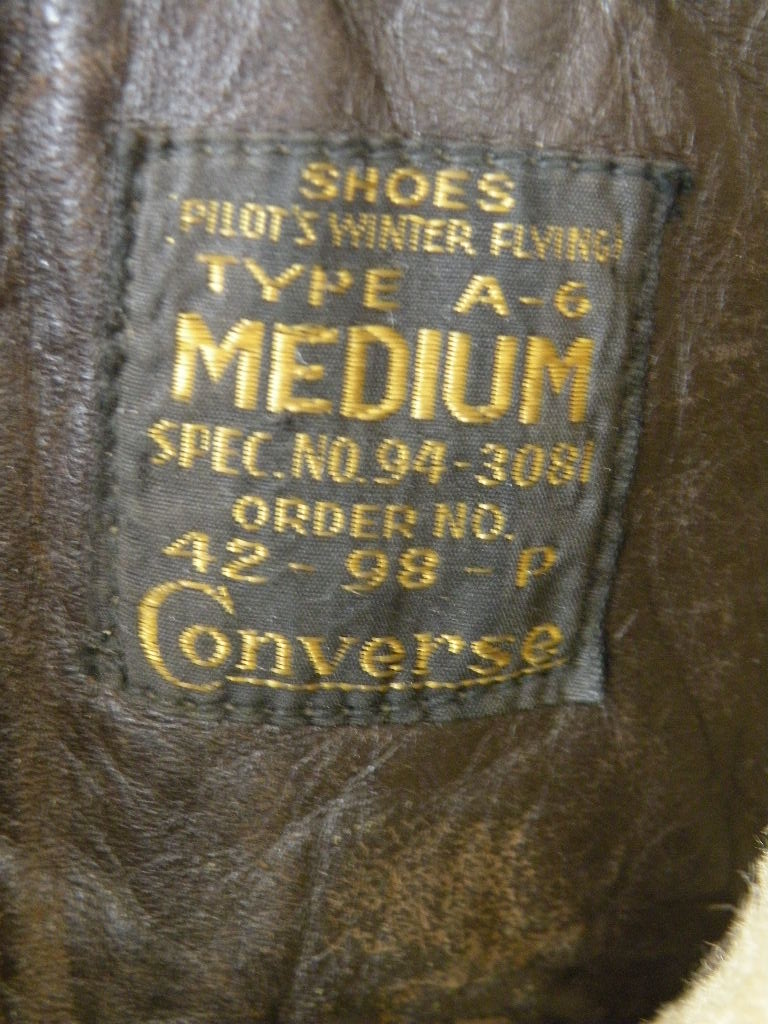 SHOES
PILOT'S WINTER FLYING
TYPE A-6
MEDIUM
SPEC. NO. 94-3081
ORDER NO.
42-98-P
Converse